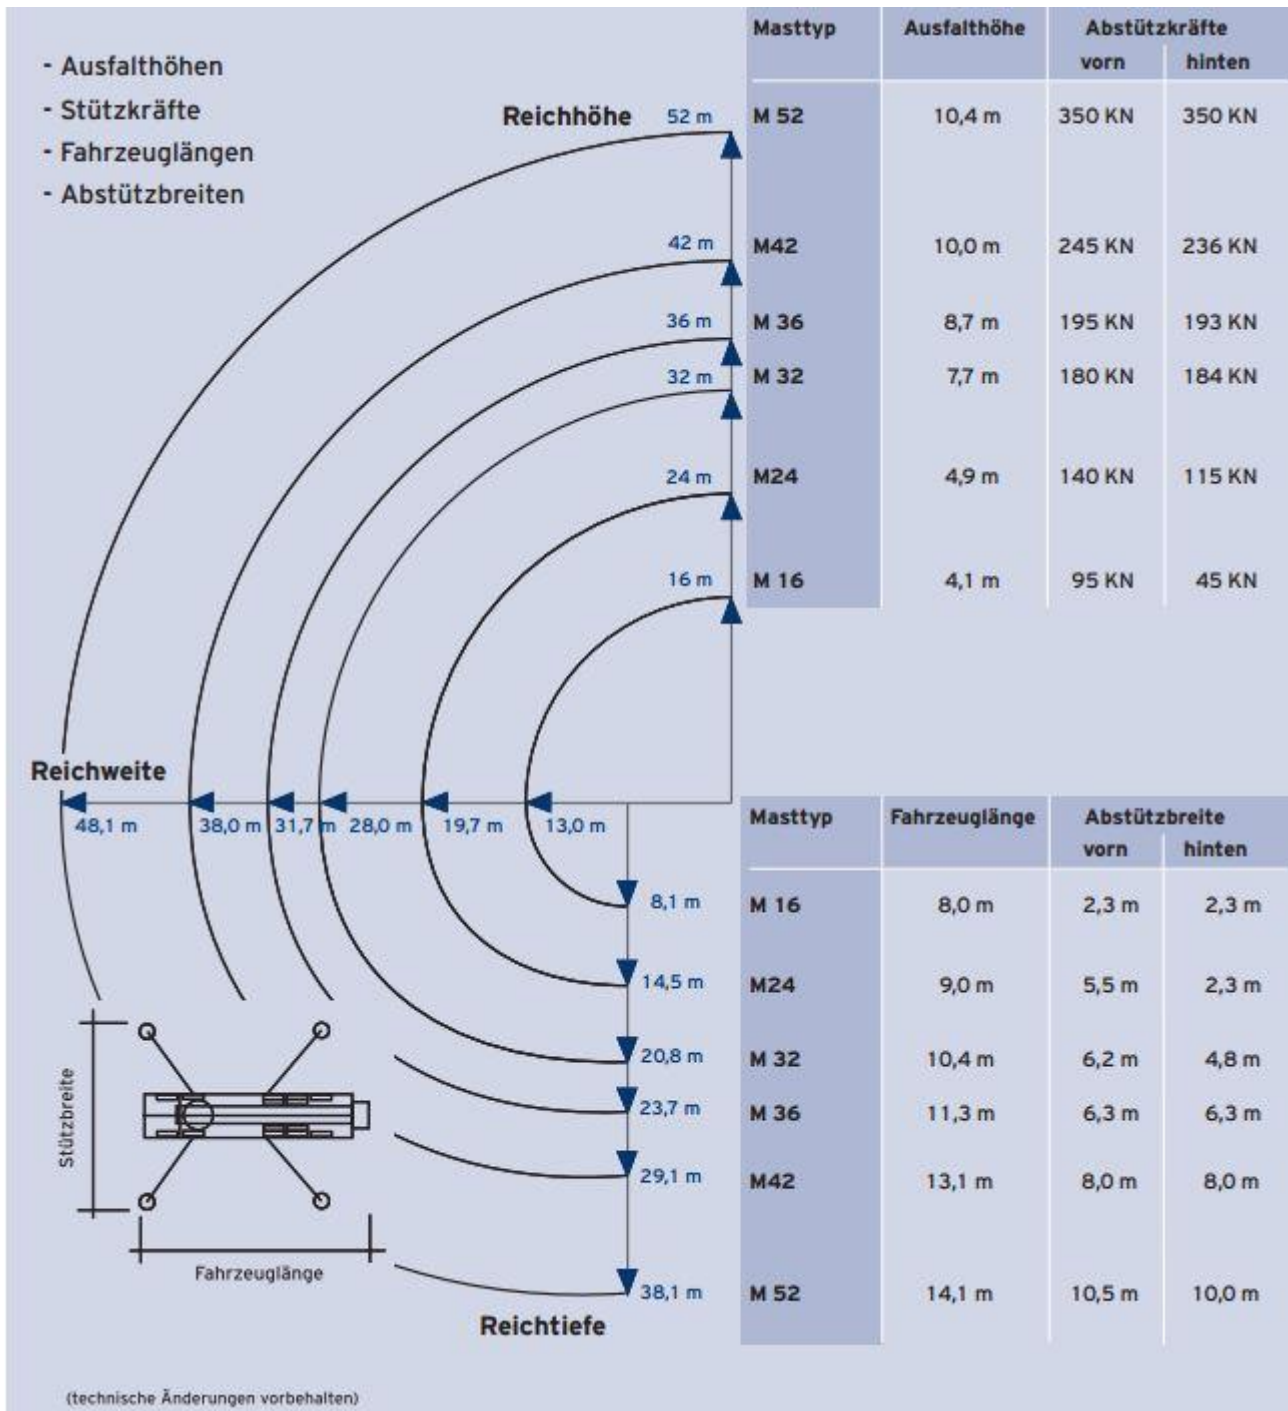 - Ausfalthöhen
- Stützkräfte
- Fahrzeuglängen
- Abstützbreiten
Reichhöhe 52 m
42 m
36 m
32 m
24 m
16 m
Masttyp Ausfalthöhe Abstützkräfte
vorn hinten
M 52 10,4 m 350 KN 350 KN
M42 10,0 m 245 KN 236 KN
M 36 8,7 m 195 KN 193 KN
M 32 7,7 m 180 KN 184 KN
M24 4,9 m 140 KN 115 KN
M 16 4,1 m 95 KN 45 KN
Reichweite
48,1 m 38,0 m 31,7 m 28,0 m 19,7 m 13,0 m
8,1 m
14,5 m
20,8 m
23,7 m
29,1 m
38,1 m
Reichtiefe
Masttyp Fahrzeuglänge Abstützbreite
vorn hinten
M 16 8,0 m 2,3 m 2,3 m
M24 9,0 m 5,5 m 2,3 m
M 32 10,4 m 6,2 m 4,8 m
M 36 11,3 m 6,3 m 6,3 m
M42 13,1 m 8,0 m 8,0 m
M 52 14,1 m 10,5 m 10,0 m
Stützbreite
Fahrzeuglänge
(technische Änderungen vorbehalten)